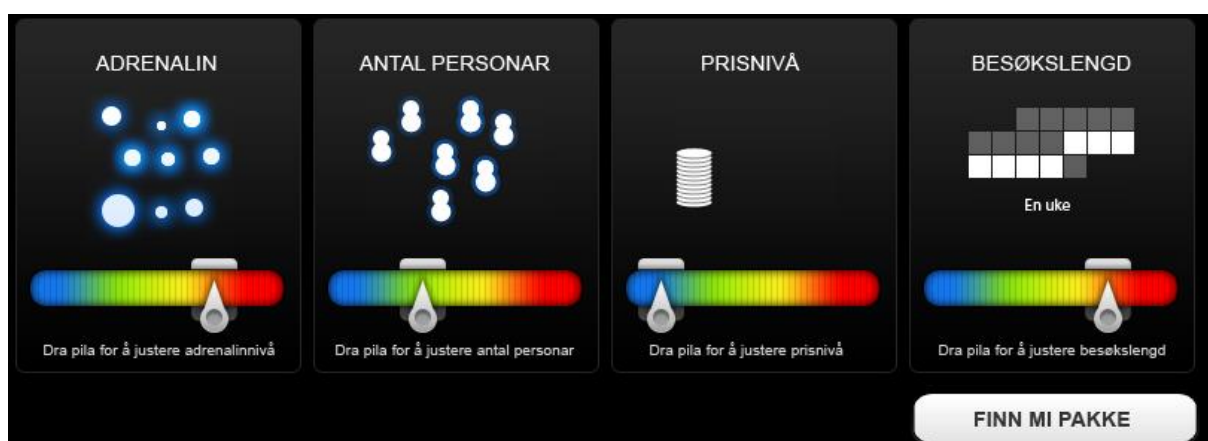 ADRENALIN
ANTAL PERSONAR
PRISNIVÅ
BESØKSLENGD
En uke
Dra pila for å justere adrenalinnivå
Dra pila for å justere antal personar
Dra pila for å justere prisnivå
Dra pila for å justere besøkslengd
FINN MI PAKKE